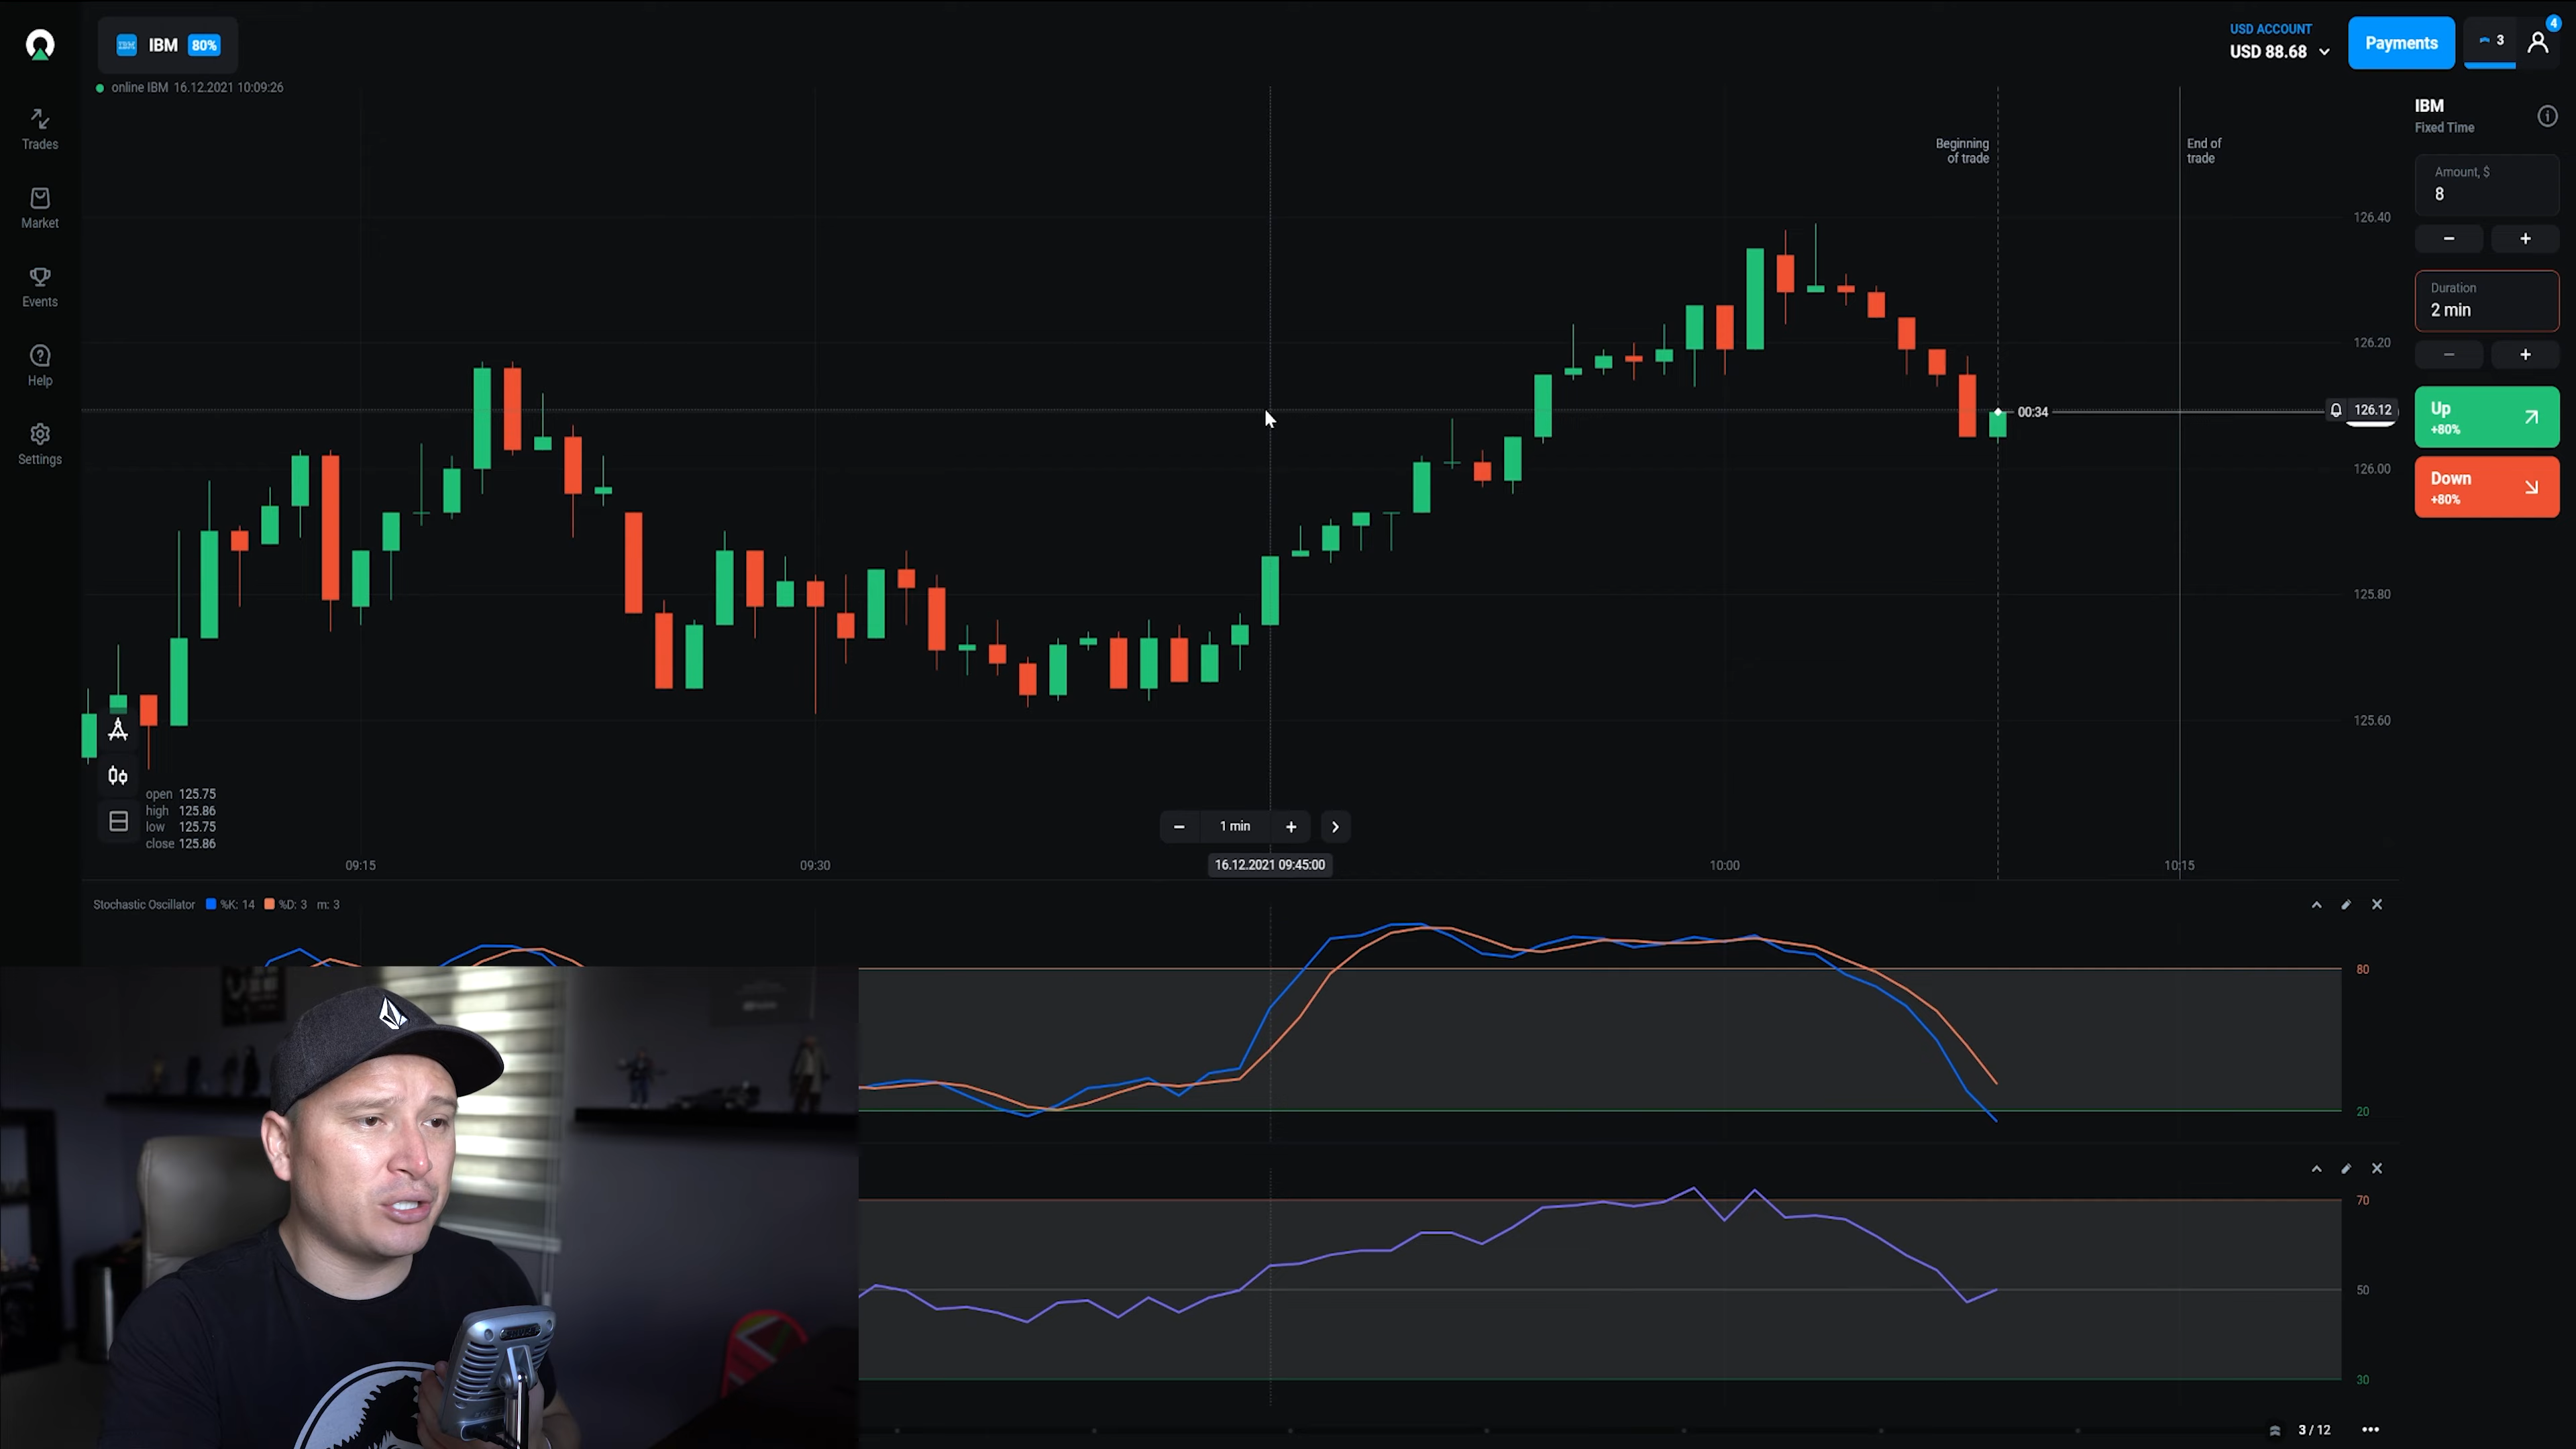 IBM 80%
USD ACCOUNT
USD 88.68
Payments
3
4
online IBM 16.12.2021 10:09:26
Trades
Market
Events
Help
Settings
Beginning
of trade
End of
trade
IBM
Fixed Time
Amount, $
8
Duration
2 min
Up
+80%
Down
+80%
126.40
126.20
00:34
126.12
126.00
125.80
125.60
open 125.75
high 125.86
low 125.75
close 125.86
1 min
09:15
09:30
16.12.2021 09:45:00
10:00
10:15
Stochastic Oscillator %K: 14 %D: 3 m: 3
80
20
70
50
30
3 / 12